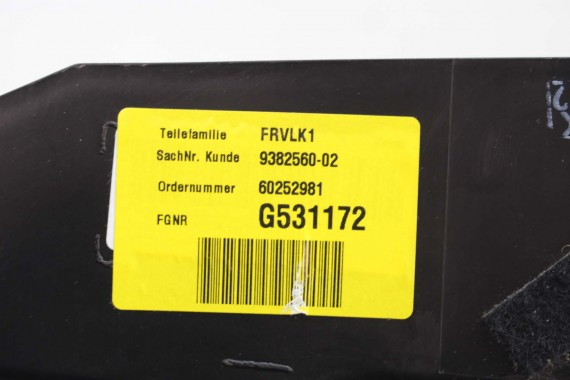 Teilefamilie FRVLK1
SachNr. Kunde 9382560-02
Ordernummer 60252981
FGNR G531172